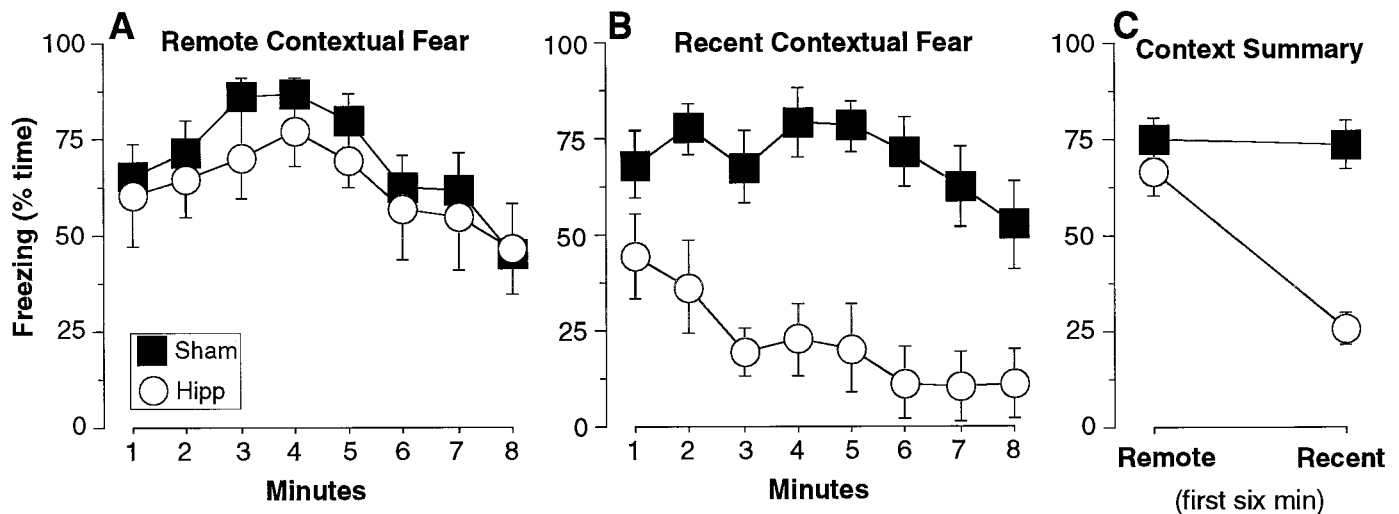 A Remote Contextual Fear
Freezing (% time)
100
75
50
25
0
Sham
Hipp
1 2 3 4 5 6 7 8
Minutes
B Recent Contextual Fear
100
75
50
25
0
1 2 3 4 5 6 7 8
Minutes
C Context Summary
100
75
50
25
0
Remote Recent
(first six min)